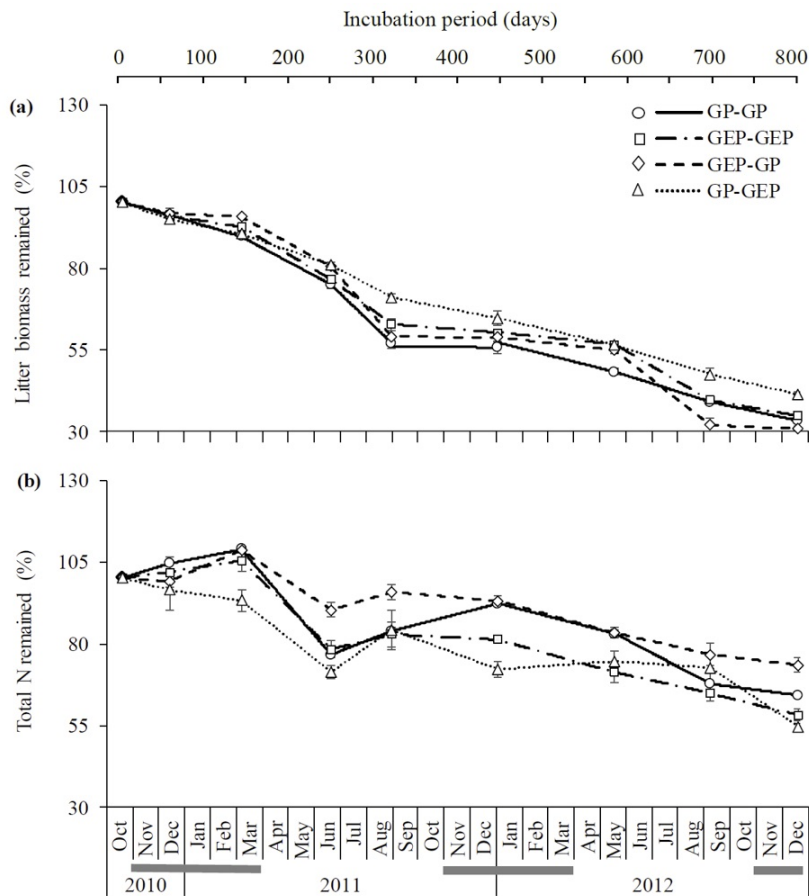 Incubation period (days)
0 100 200 300 400 500 600 700 800
(a)
130
105
80
55
30
Litter biomass remained (%)
GP-GP
GEP-GEP
GEP-GP
GP-GEP
(b)
130
105
80
55
30
Total N remained (%)
Oct Nov Dec Jan Feb Mar Apr May Jun Jul Aug Sep Oct Nov Dec Jan Feb Mar Apr May Jun Jul Aug Sep Oct Nov Dec
2010 2011 2012